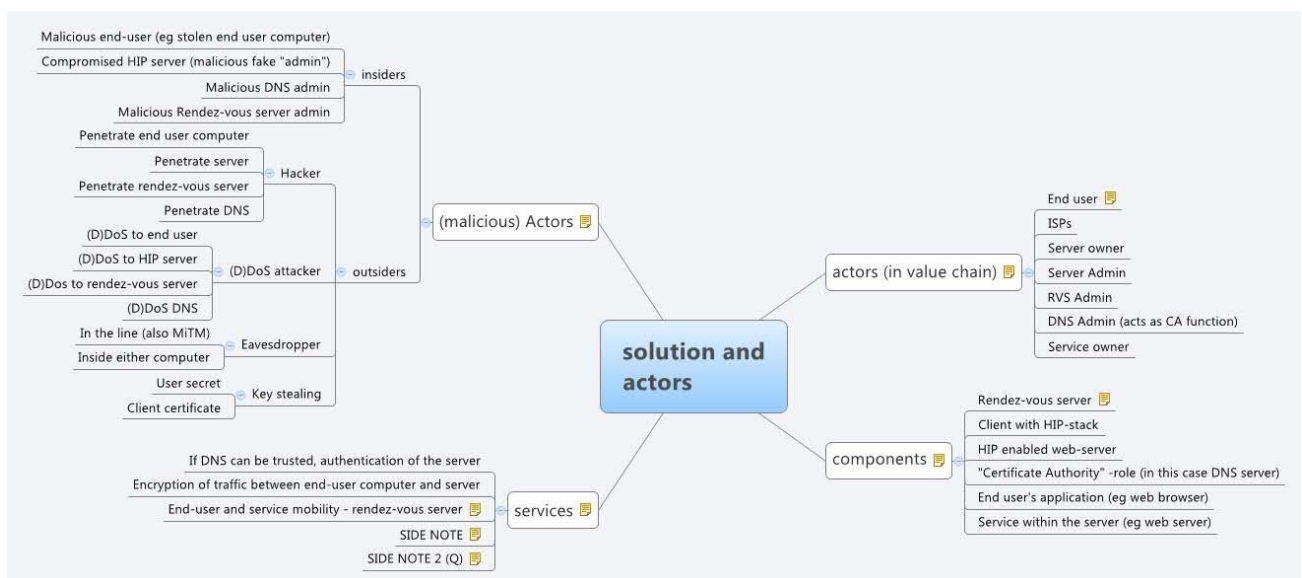 Malicious end-user (eg stolen end user computer)
Compromised HIP server (malicious fake "admin")
Malicious DNS admin
Malicious Rendez-vous server admin
insiders
Penetrate end user computer
Penetrate server
Penetrate rendez-vous server
Penetrate DNS
Hacker
(D)DoS to end user
(D)DoS to HIP server
(D)Dos to rendez-vous server
(D)DoS DNS
(D)DoS attacker
outsiders
In the line (also MiTM)
Inside either computer
Eavesdropper
User secret
Client certificate
Key stealing
(malicious) Actors
If DNS can be trusted, authentication of the server
Encryption of traffic between end-user computer and server
End-user and service mobility - rendez-vous server
SIDE NOTE
SIDE NOTE 2 (Q)
services
solution and
actors
actors (in value chain)
End user
ISPs
Server owner
Server Admin
RVS Admin
DNS Admin (acts as CA function)
Service owner
components
Rendez-vous server
Client with HIP-stack
HIP enabled web-server
"Certificate Authority" -role (in this case DNS server)
End user's application (eg web browser)
Service within the server (eg web server)